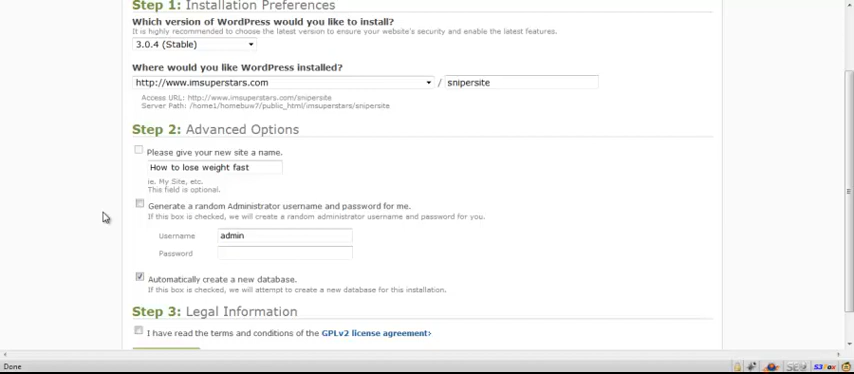 Step 1: Installation Preferences
Which version of WordPress would you like to install?
It is highly recommended to choose the latest version to ensure your website's security and enable the latest features.
3.0.4 (Stable)
Where would you like WordPress installed?
http://www.imsuperstars.com / snipersite
Access URL: http://www.imsuperstars.com/snipersite
Server Path: /home1/homebuw7/public_html/imsuperstars/snipersite
Step 2: Advanced Options
Please give your new site a name.
How to lose weight fast
ie. My Site, etc.
This field is optional.
Generate a random Administrator username and password for me.
If this box is checked, we will create a random administrator username and password for you.
Username admin
Password
Automatically create a new database.
If this box is checked, we will attempt to create a new database for this installation.
Step 3: Legal Information
I have read the terms and conditions of the GPLv2 license agreement>
Done S3Fox